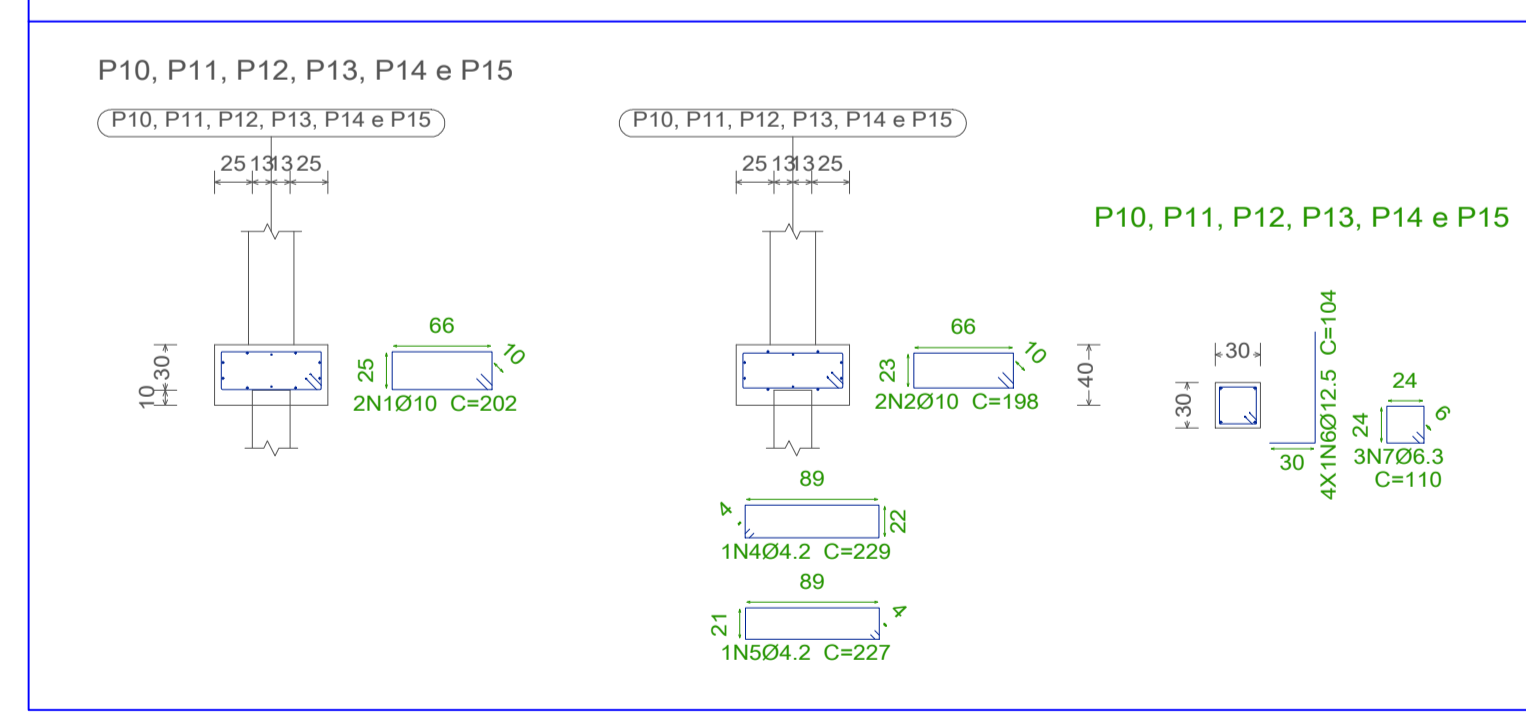 P10, P11, P12, P13, P14 e P15
P10, P11, P12, P13, P14 e P15
25 13 13 25
10 30
66
25
10
2N1Ø10 C=202
P10, P11, P12, P13, P14 e P15
25 13 13 25
66
23
10
2N2Ø10 C=198
40
89
4
22
1N4Ø4.2 C=229
89
21
4
1N5Ø4.2 C=227
P10, P11, P12, P13, P14 e P15
30
30
30
4X1N6Ø12.5 C=104
24
24
6
3N7Ø6.3
C=110